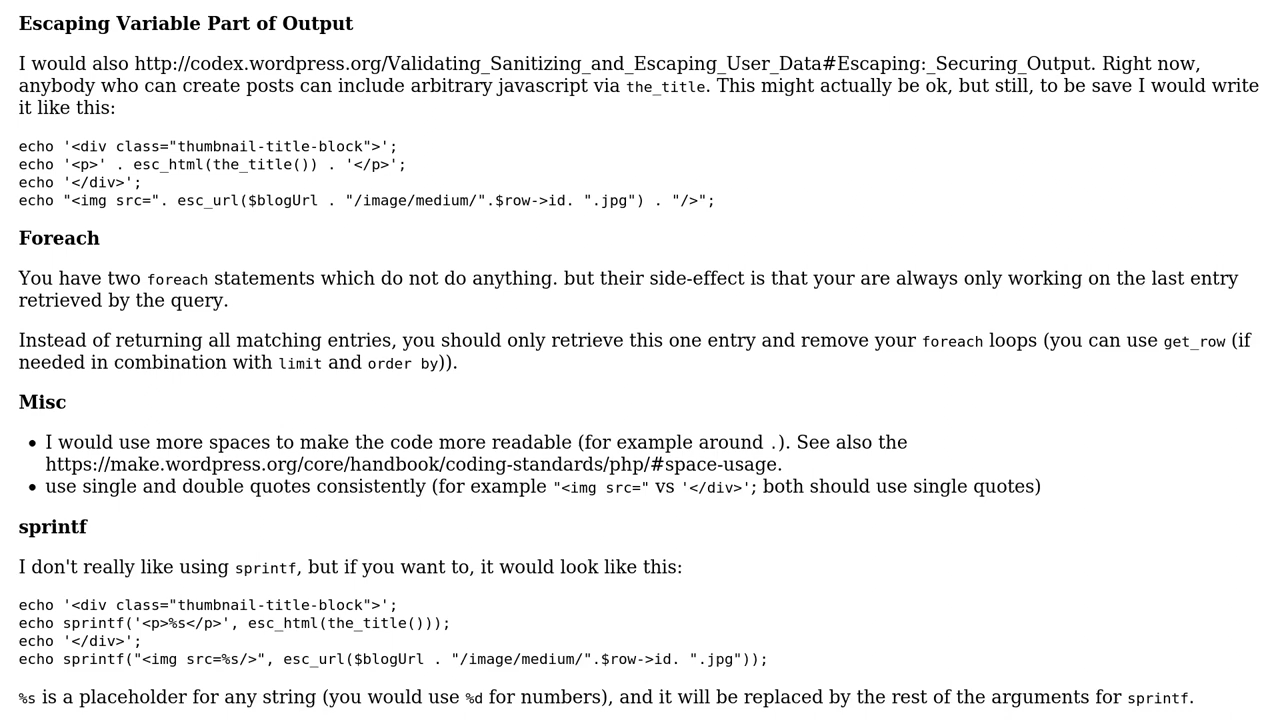 Escaping Variable Part of Output
I would also http://codex.wordpress.org/Validating_Sanitizing_and_Escaping_User_Data#Escaping:_Securing_Output. Right now,
anybody who can create posts can include arbitrary javascript via the_title. This might actually be ok, but still, to be save I would write
it like this:
echo '<div class="thumbnail-title-block">';
echo '<p>' . esc_html(the_title()) . '</p>';
echo '</div>';
echo "<img src=". esc_url($blogUrl . "/image/medium/".$row->id. ".jpg") . "/>";
Foreach
You have two foreach statements which do not do anything. but their side-effect is that your are always only working on the last entry
retrieved by the query.
Instead of returning all matching entries, you should only retrieve this one entry and remove your foreach loops (you can use get_row (if
needed in combination with limit and order by)).
Misc
• I would use more spaces to make the code more readable (for example around .). See also the
https://make.wordpress.org/core/handbook/coding-standards/php/#space-usage.
• use single and double quotes consistently (for example "<img src=" vs '</div>'; both should use single quotes)
sprintf
I don't really like using sprintf, but if you want to, it would look like this:
echo '<div class="thumbnail-title-block">';
echo sprintf('<p>%s</p>', esc_html(the_title()));
echo '</div>';
echo sprintf("<img src=%s/>", esc_url($blogUrl . "/image/medium/".$row->id. ".jpg"));
%s is a placeholder for any string (you would use %d for numbers), and it will be replaced by the rest of the arguments for sprintf.